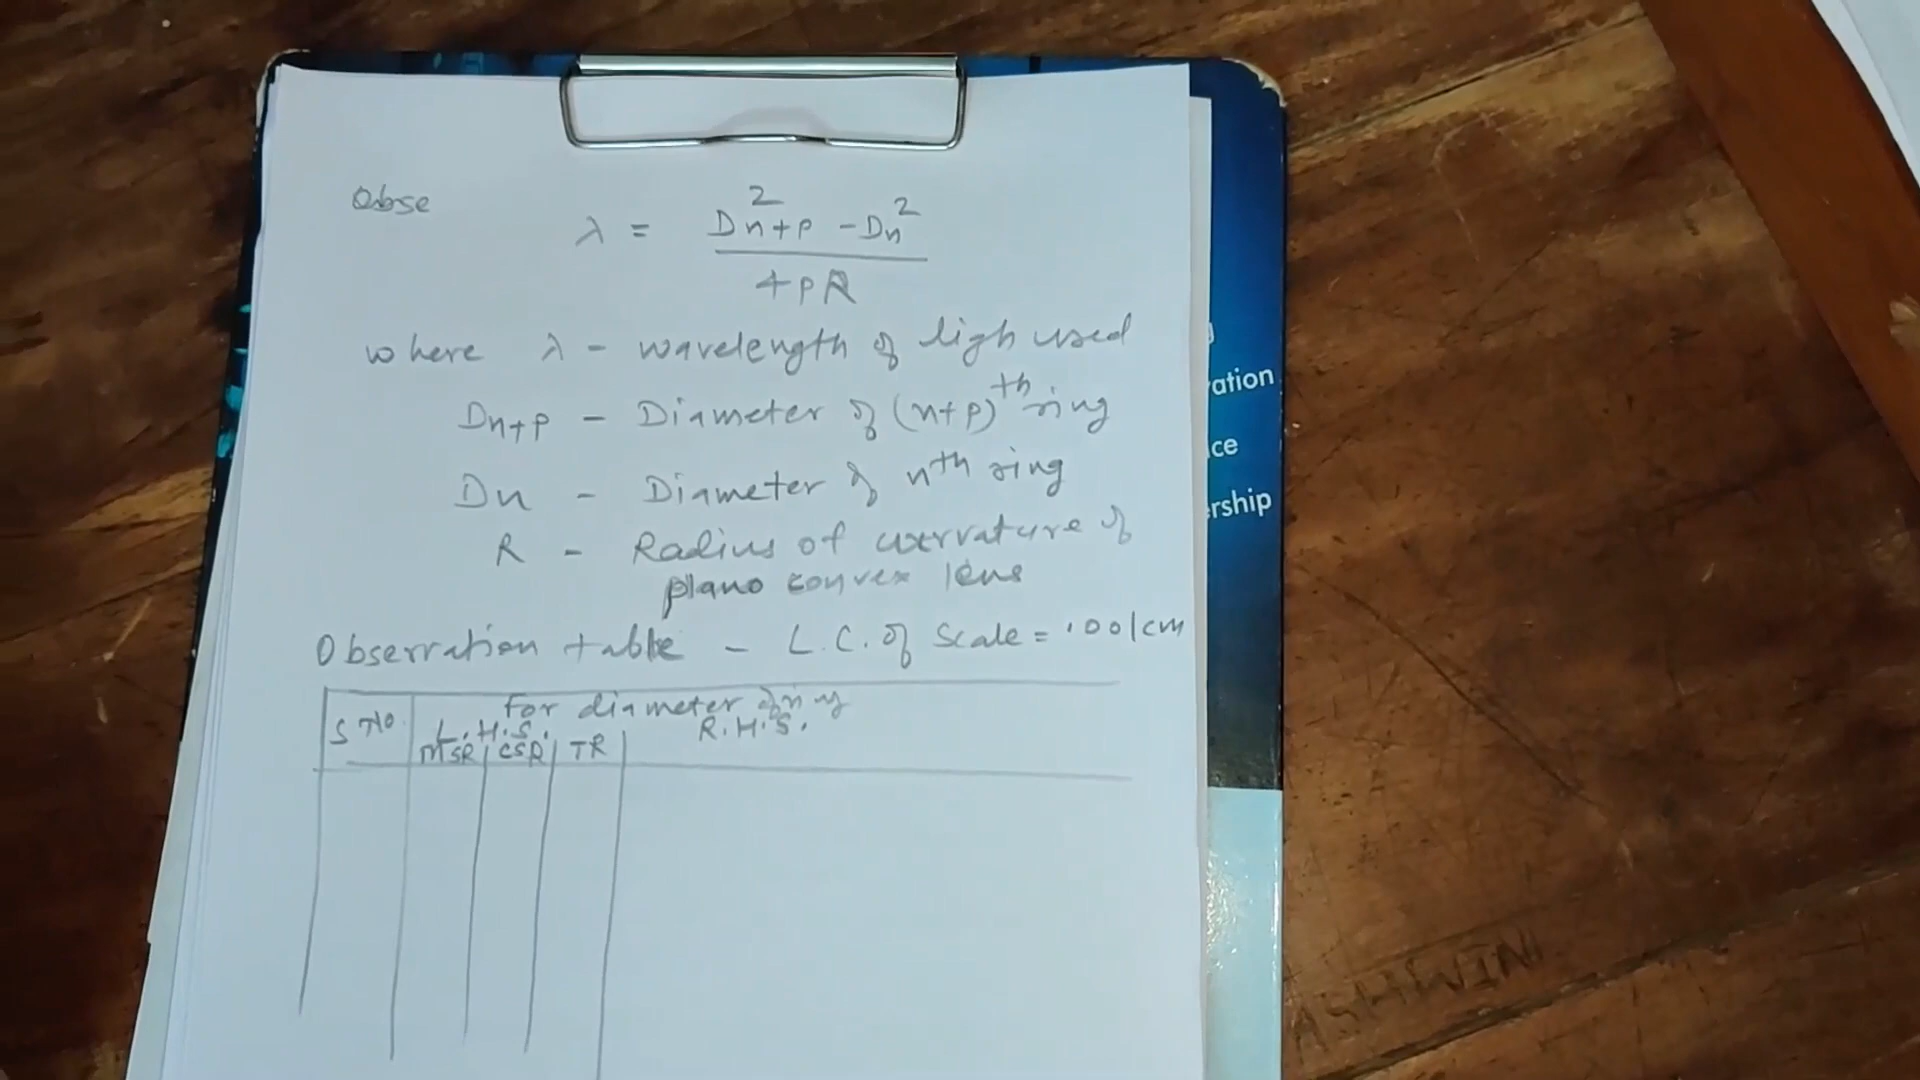 Obse
λ = D²n+p - Dn² / 4pR
where λ - wavelength of ligh used
Dn+p - Diameter of (n+p)th ring
Dn - Diameter of nth ring
R - Radius of curvature of
plano convex lens
Observation table - L.C. of Scale = .001cm
S No. For diameter of ring
L.H.S. R.H.S.
MSR CSR TR
ation
ce
ership
ASHWIN